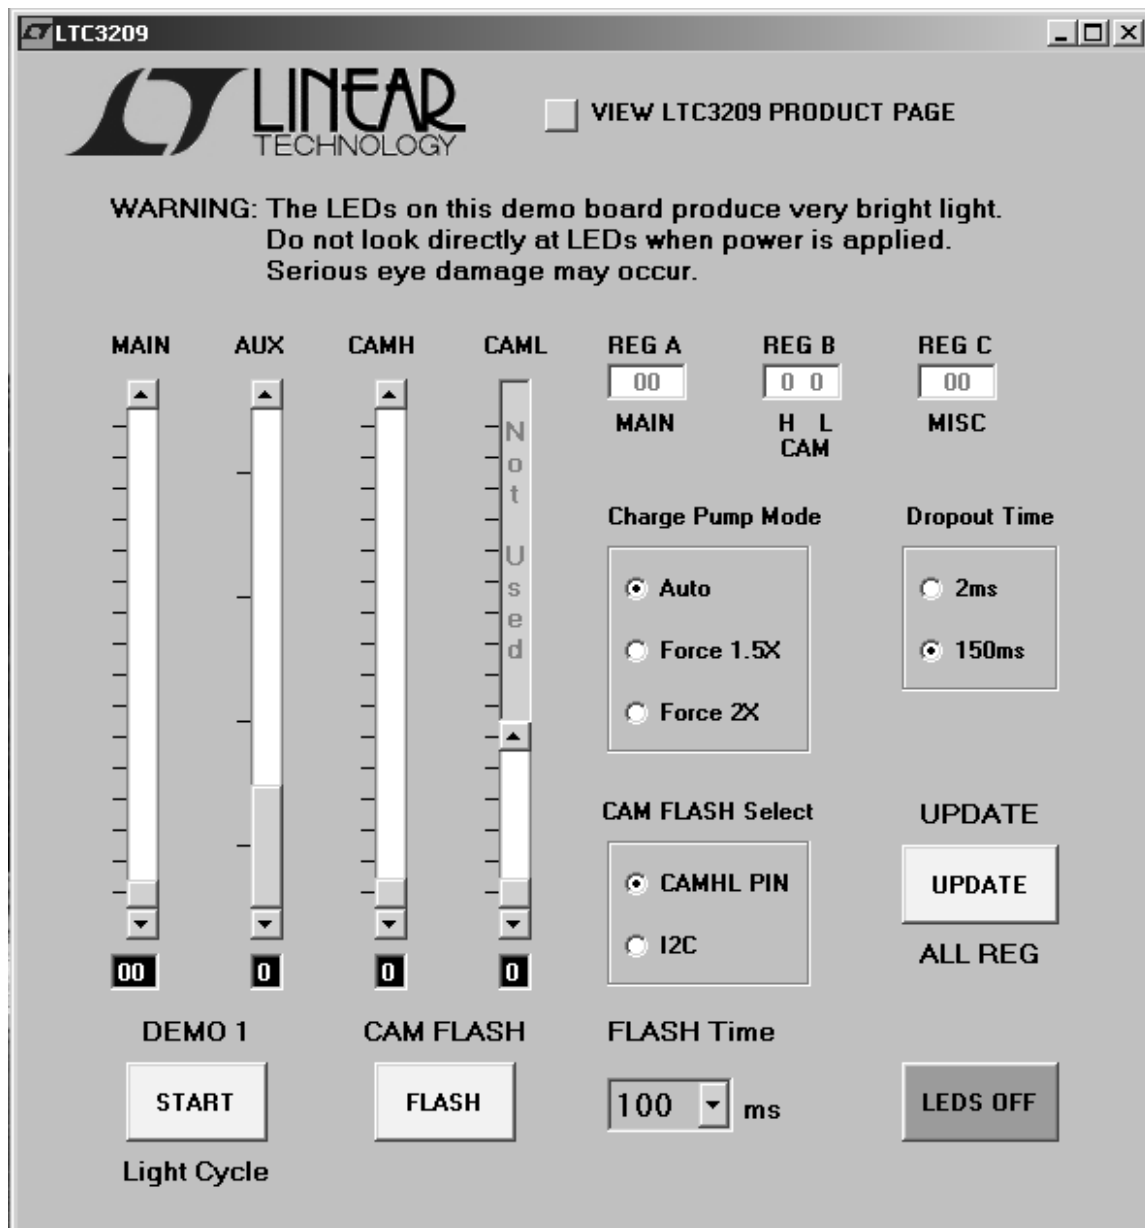 LTC3209
LINEAR
TECHNOLOGY
VIEW LTC3209 PRODUCT PAGE
WARNING: The LEDs on this demo board produce very bright light.
Do not look directly at LEDs when power is applied.
Serious eye damage may occur.
MAIN AUX CAMH CAML REG A REG B REG C
00 0 0 00
MAIN H L MISC
CAM
Not Used
Charge Pump Mode Dropout Time
Auto 2ms
Force 1.5X 150ms
Force 2X
CAM FLASH Select UPDATE
CAMHL PIN UPDATE
I2C ALL REG
00 0 0 0
DEMO 1 CAM FLASH FLASH Time
START FLASH 100 ms LEDS OFF
Light Cycle